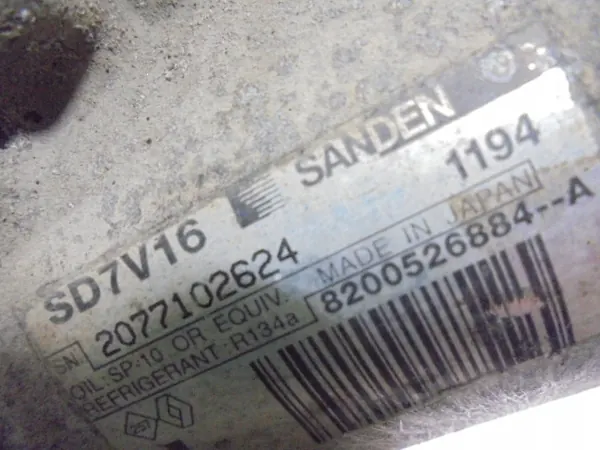 SD7V16 SANDEN
1194
SN. 2077102624
OIL:SP-10 OR EQUIV. MADE IN JAPAN
REFRIGERANT:R134a 8200526884--A